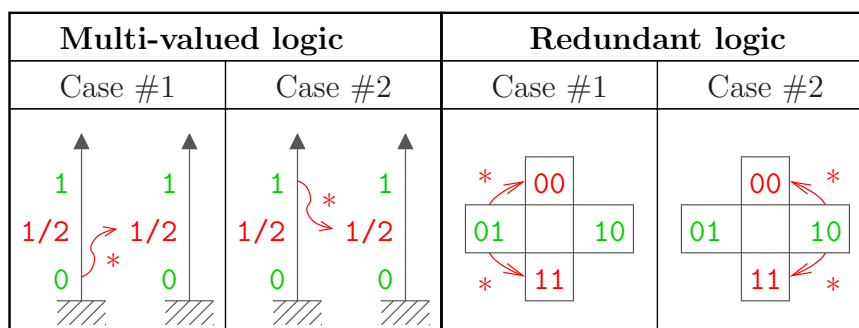 Multi-valued logic Redundant logic
Case #1 Case #2 Case #1 Case #2
* 00 00 *
1 1 1 * 1
1/2 1/2 1/2 1/2 01 10 01 10
0 * 0 0 0
* 11 11 *